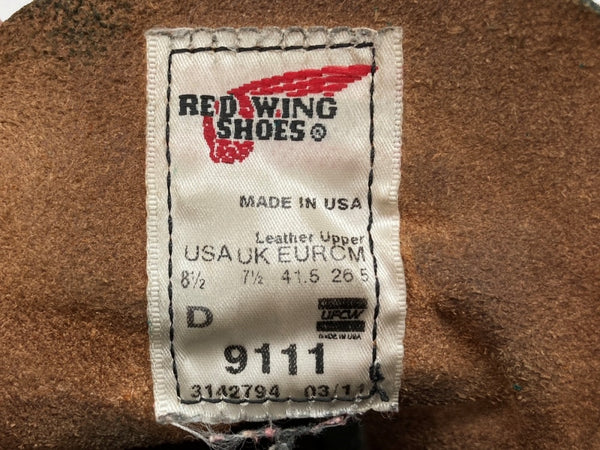 RED WING
SHOES ®
MADE IN USA
Leather Upper
USA UK EUR CM
8½ 7½ 41.5 26.5
D
UFCW
MADE IN USA
9111
3142794 03/11